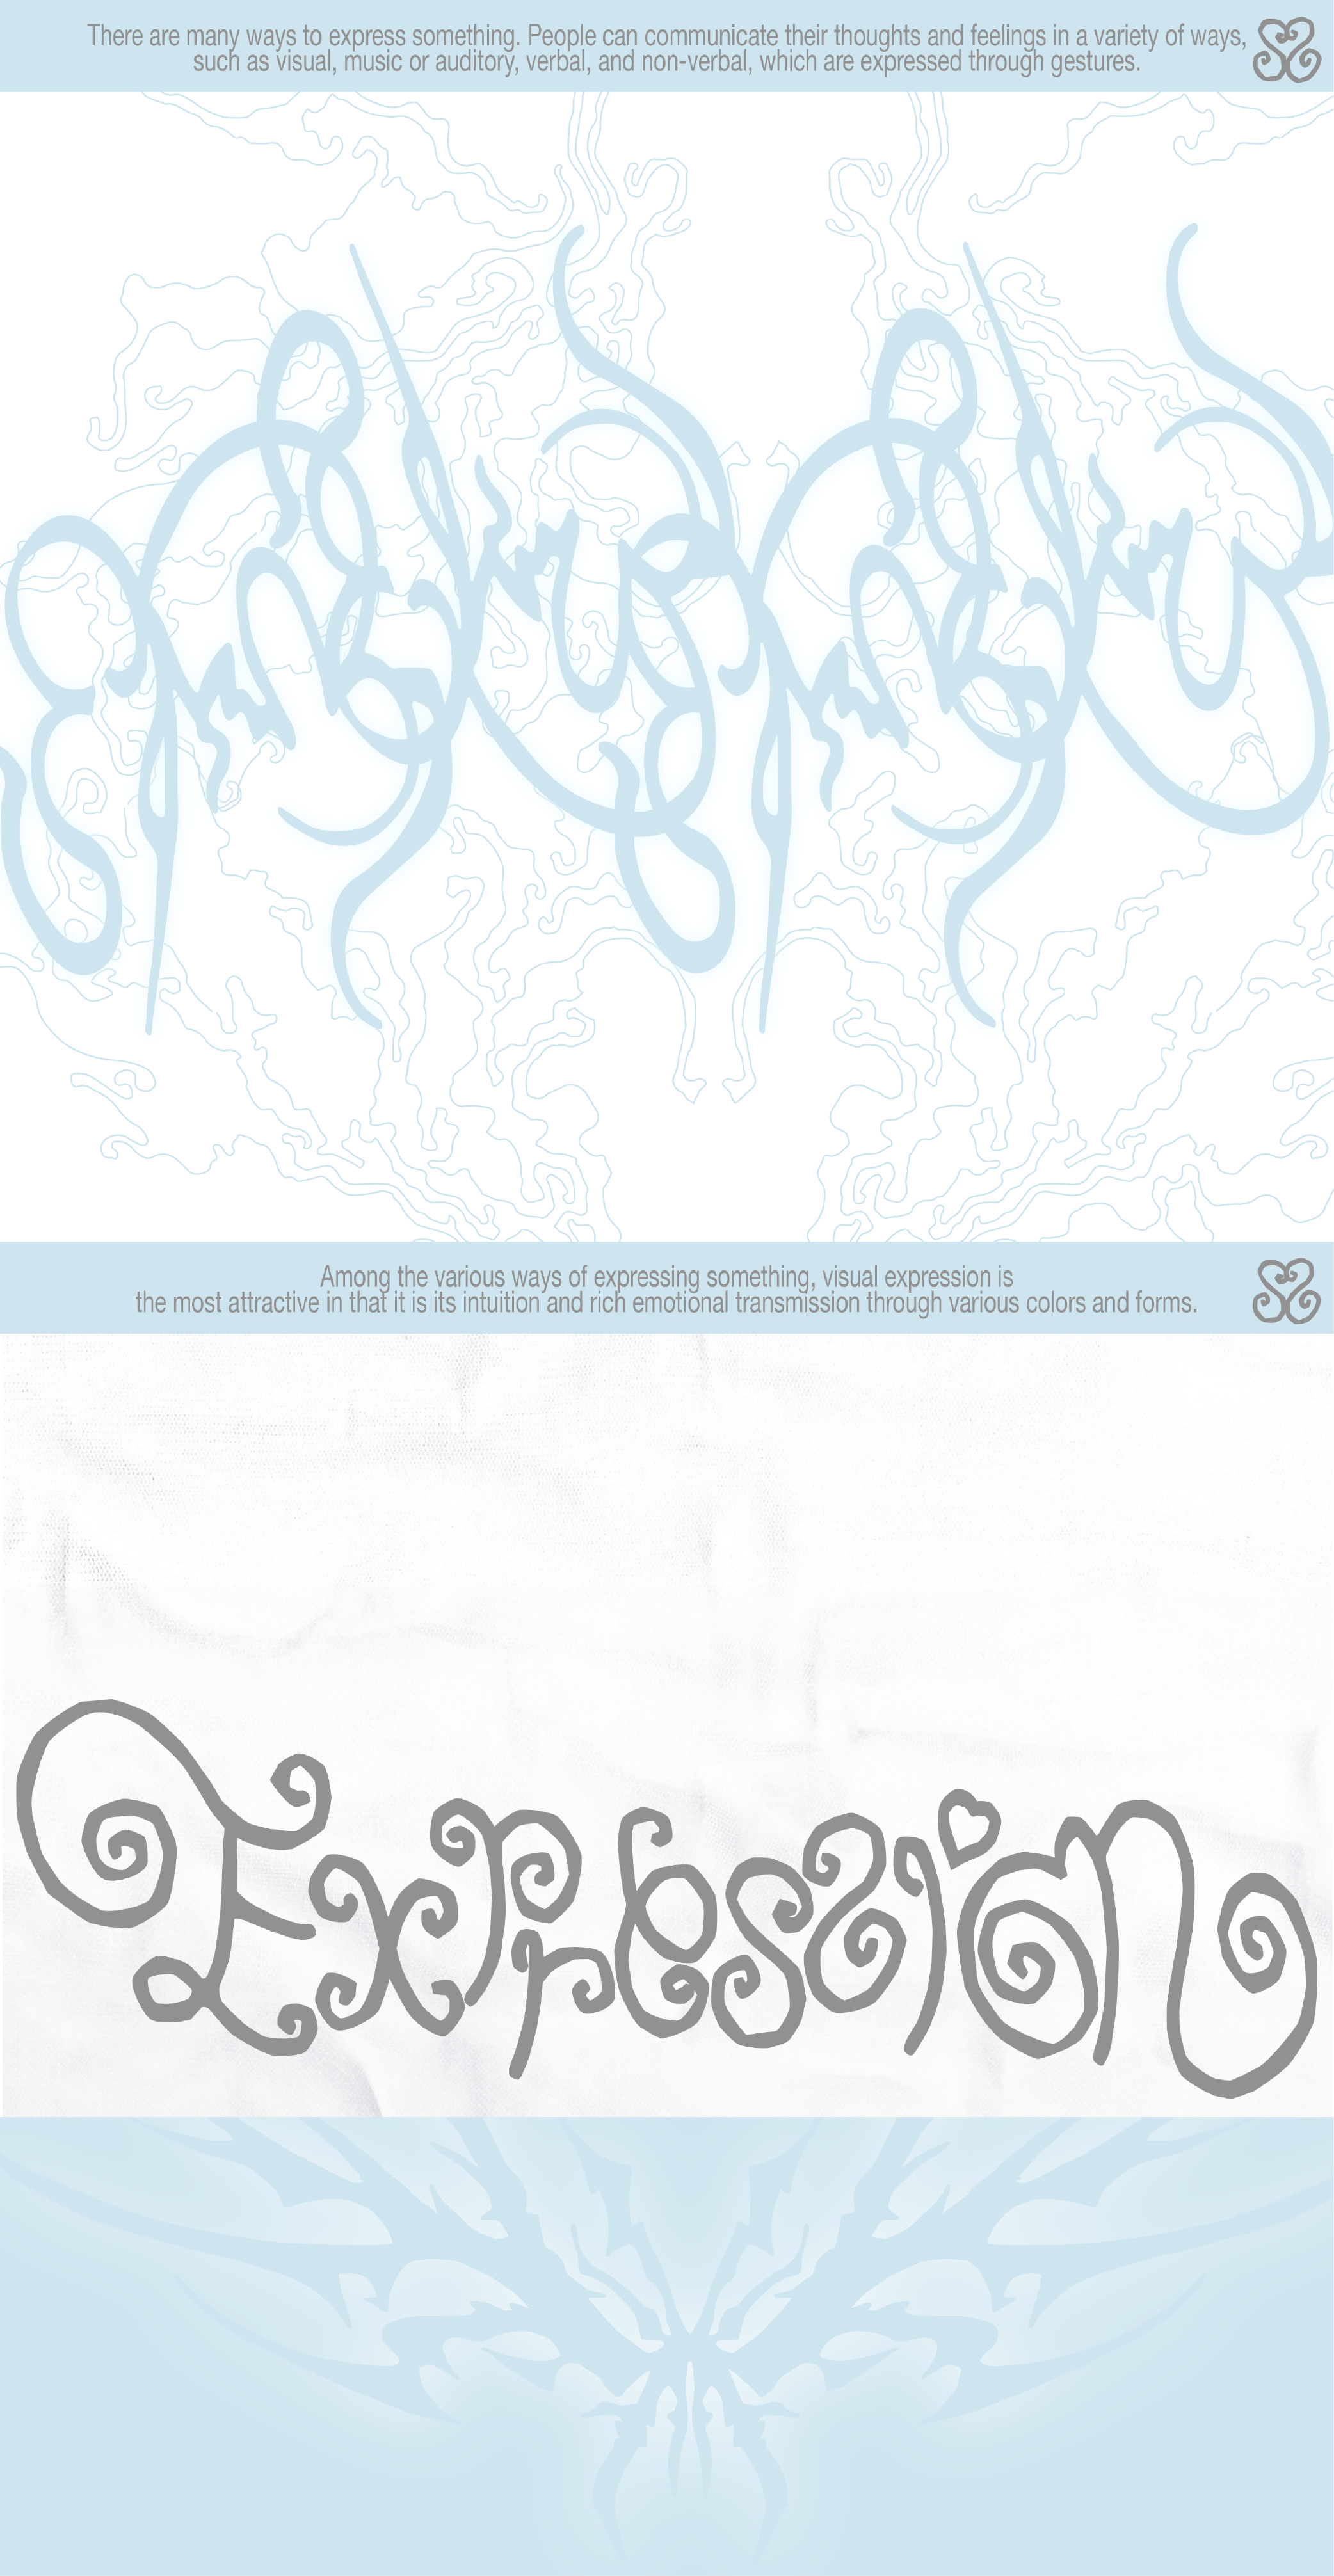 There are many ways to express something. People can communicate their thoughts and feelings in a variety of ways,
such as visual, music or auditory, verbal, and non-verbal, which are expressed through gestures.
Among the various ways of expressing something, visual expression is
the most attractive in that it is its intuition and rich emotional transmission through various colors and forms.
Expression